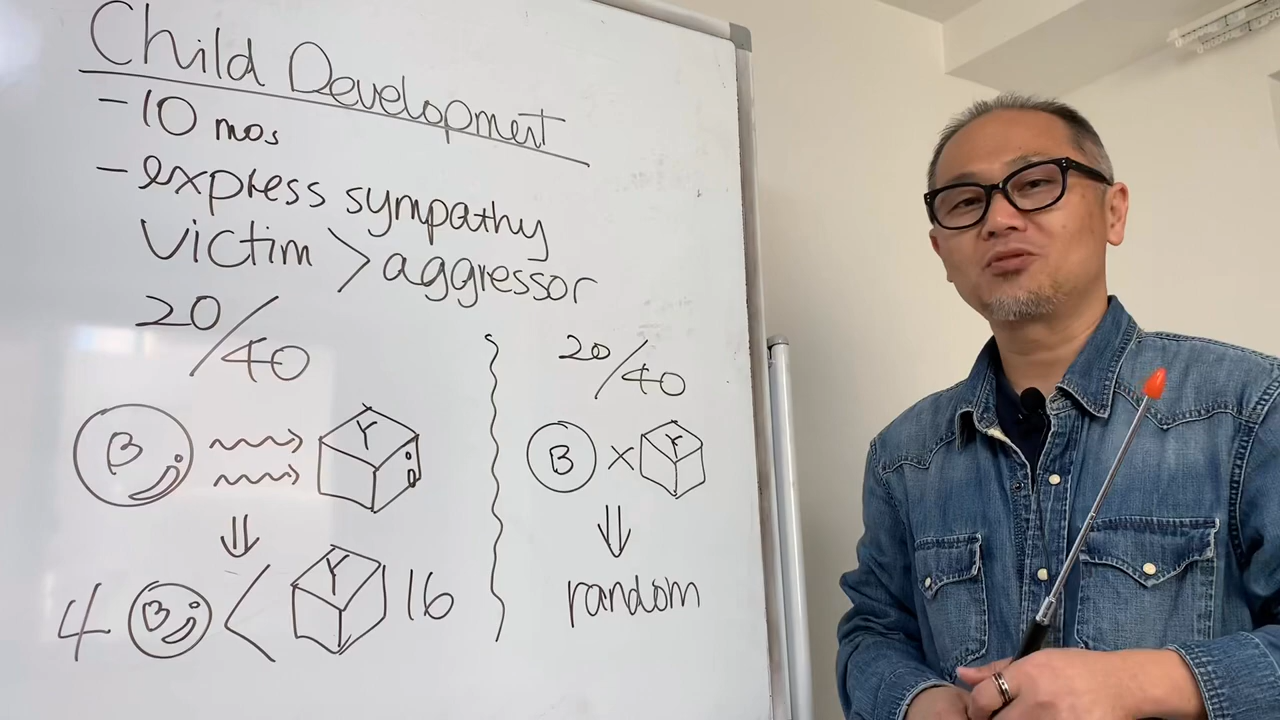 Child Development
- 10 mos
- express sympathy
victim > aggressor
20/40
B Y
4 B < Y 16
20/40
B x Y
random